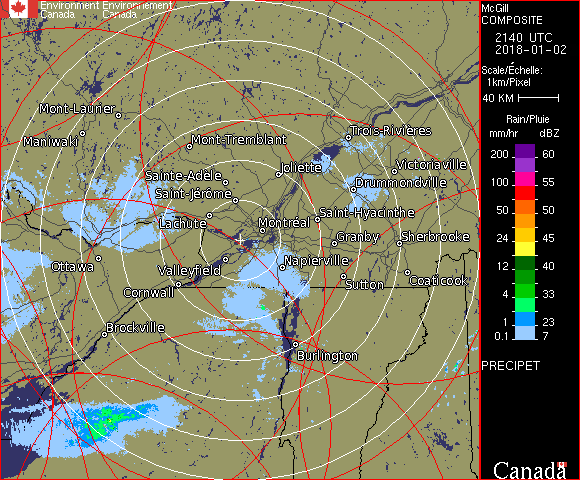 Environment Environnement
Canada Canada
McGill
COMPOSITE
2140 UTC
2018-01-02
Scale/Échelle:
1km/Pixel
40 KM
Rain/Pluie
mm/hr dBZ
200 60
150 55
100 55
50 50
24 45
12 40
4 33
1 23
0.1 7
PRECIPET
Canada
Mont-Laurier
Maniwaki
Mont-Tremblant
Trois-Rivières
Victoriaville
Joliette
Sainte-Adèle
Drummondville
Saint-Jérôme
Saint-Hyacinthe
Lachute
Montréal
Granby
Sherbrooke
Ottawa
Valleyfield
Napierville
Cornwall
Sutton
Coaticook
Brockville
Burlington